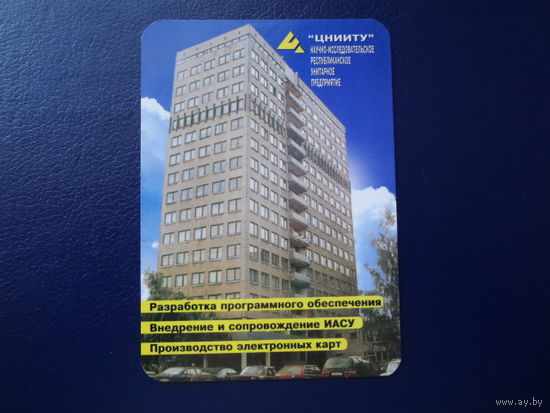 "ЦНИИТУ"
НАУЧНО-ИССЛЕДОВАТЕЛЬСКОЕ
РЕСПУБЛИКАНСКОЕ
УНИТАРНОЕ
ПРЕДПРИЯТИЕ
Разработка программного обеспечения
Внедрение и сопровождение ИАСУ
Производство электронных карт
www.ay.by